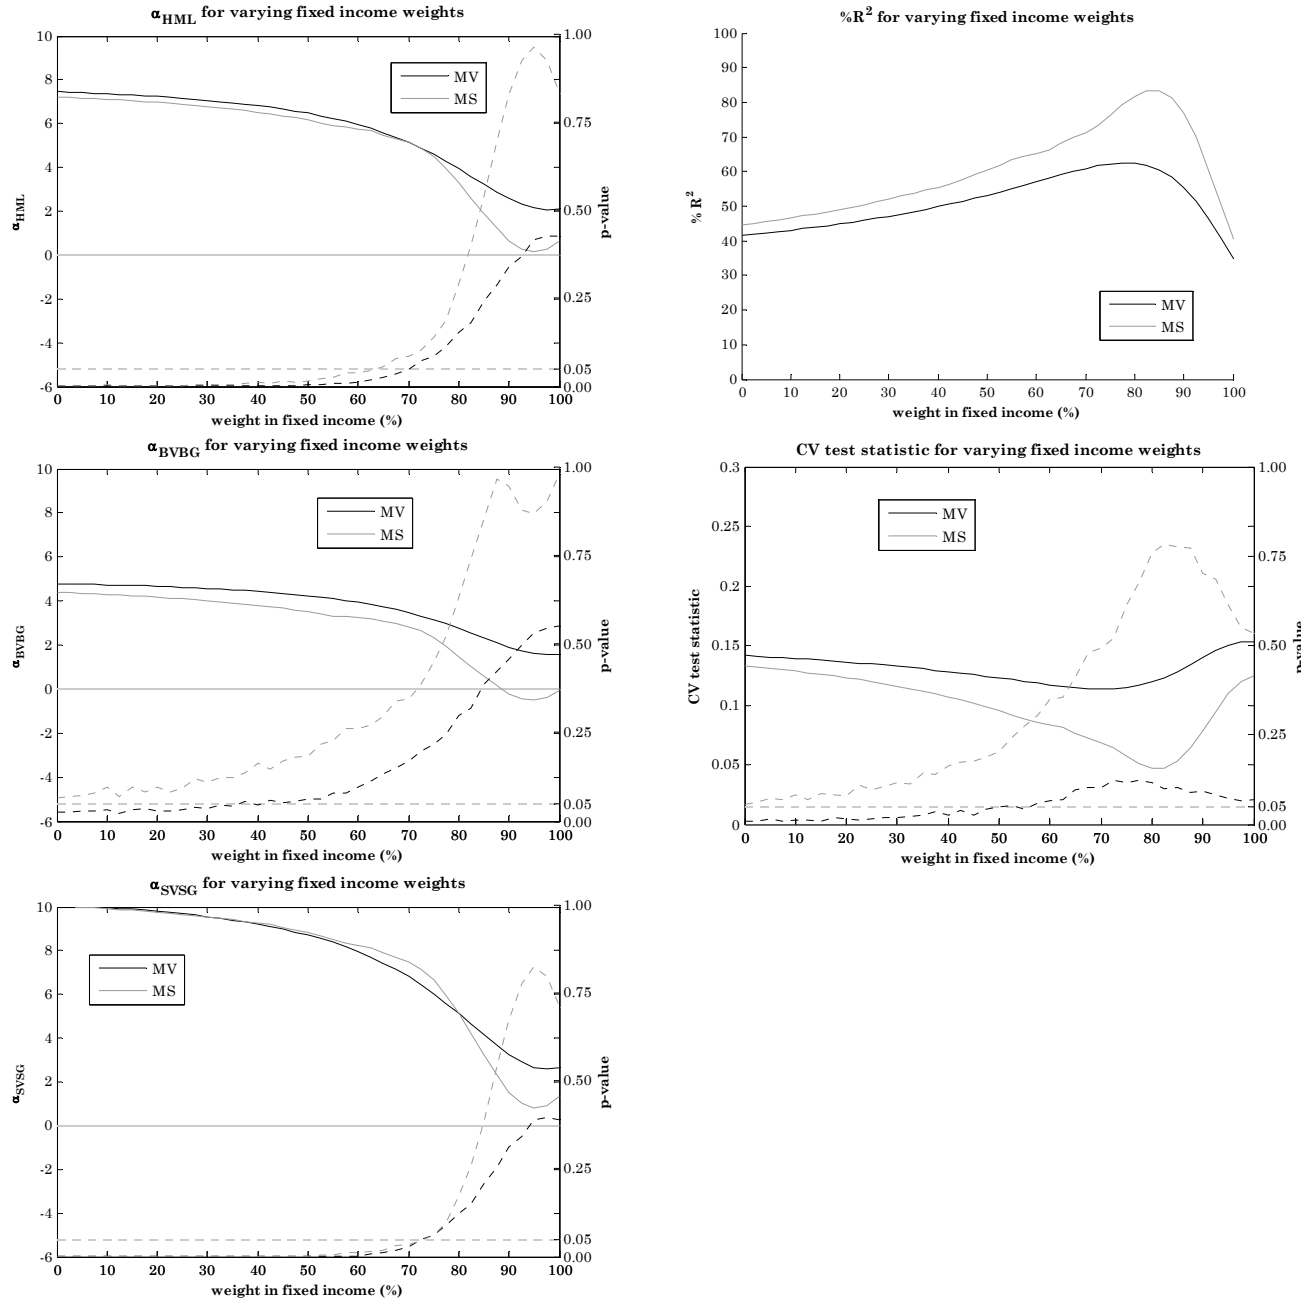 α_HML for varying fixed income weights
10
8
6
4
2
0
-2
-4
-6
α_HML
MV
MS
1.00
0.75
0.50
0.25
0.05
0.00
p-value
0 10 20 30 40 50 60 70 80 90 100
weight in fixed income (%)
%R² for varying fixed income weights
100
90
80
70
60
50
40
30
20
10
0
% R²
MV
MS
0 10 20 30 40 50 60 70 80 90 100
weight in fixed income (%)
α_BVBG for varying fixed income weights
10
8
6
4
2
0
-2
-4
-6
α_BVBG
MV
MS
1.00
0.75
0.50
0.25
0.05
0.00
p-value
0 10 20 30 40 50 60 70 80 90 100
weight in fixed income (%)
CV test statistic for varying fixed income weights
0.3
0.25
0.2
0.15
0.1
0.05
0
CV test statistic
MV
MS
1.00
0.75
0.50
0.25
0.05
0.00
p-value
0 10 20 30 40 50 60 70 80 90 100
weight in fixed income (%)
α_SVSG for varying fixed income weights
10
8
6
4
2
0
-2
-4
-6
α_SVSG
MV
MS
1.00
0.75
0.50
0.25
0.05
0.00
p-value
0 10 20 30 40 50 60 70 80 90 100
weight in fixed income (%)